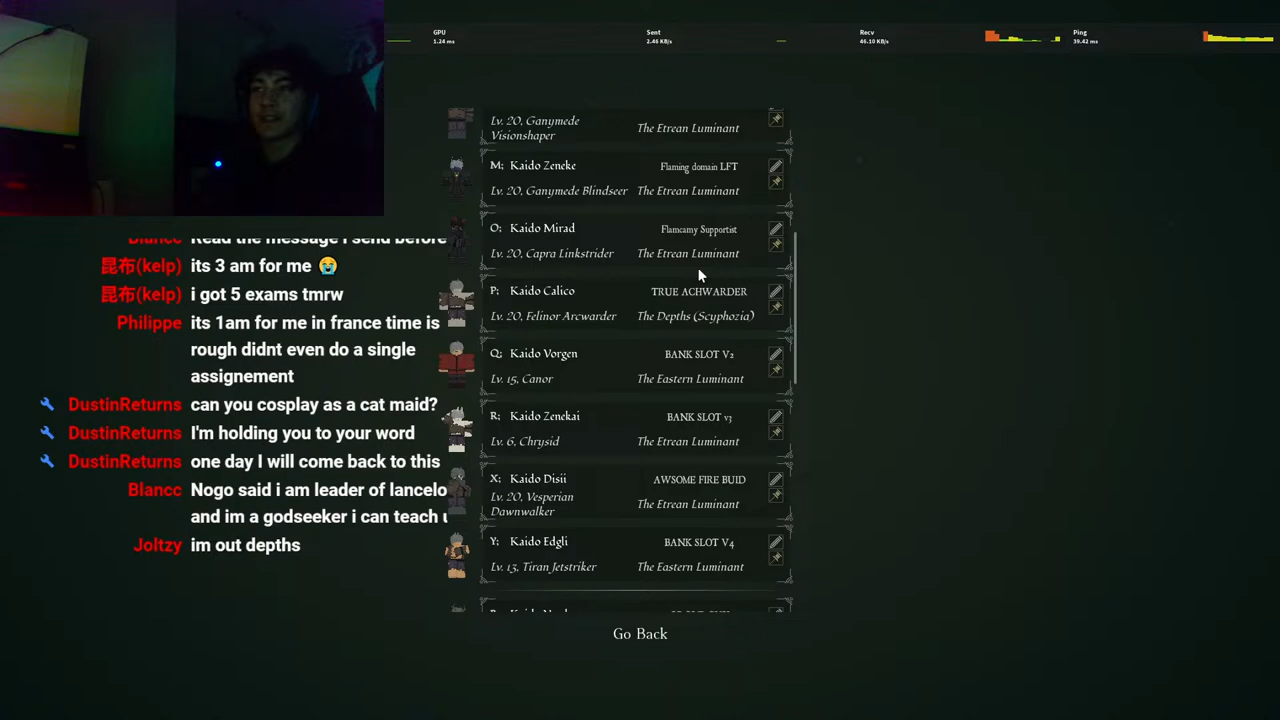 GPU
1.24 ms
Sent
2.46 KB/s
Recv
46.10 KB/s
Ping
39.42 ms
Blancc Read the message I send before
昆布(kelp) its 3 am for me 😭
昆布(kelp) i got 5 exams tmrw
Philippe its 1am for me in france time is
rough didnt even do a single
assignement
DustinReturns can you cosplay as a cat maid?
DustinReturns I'm holding you to your word
DustinReturns one day I will come back to this
Blancc Nogo said i am leader of lancelo
and im a godseeker i can teach u
Joltzy im out depths
Lv. 20, Ganymede
Visionshaper
The Etrean Luminant
M; Kaido Zeneke
Flaming domain LFT
Lv. 20, Ganymede Blindseer
The Etrean Luminant
O; Kaido Mirad
Flamcamy Supportist
Lv. 20, Capra Linkstrider
The Etrean Luminant
P; Kaido Calico
TRUE ACHWARDER
Lv. 20, Felinor Arcwarder
The Depths (Scyphozia)
Q; Kaido Vorgen
BANK SLOT V2
Lv. 15, Canor
The Eastern Luminant
R; Kaido Zenekai
BANK SLOT v3
Lv. 6, Chrysid
The Etrean Luminant
X; Kaido Disii
AWSOME FIRE BUID
Lv. 20, Vesperian
Dawnwalker
The Etrean Luminant
Y; Kaido Edgli
BANK SLOT V4
Lv. 13, Tiran Jetstriker
The Eastern Luminant
Go Back